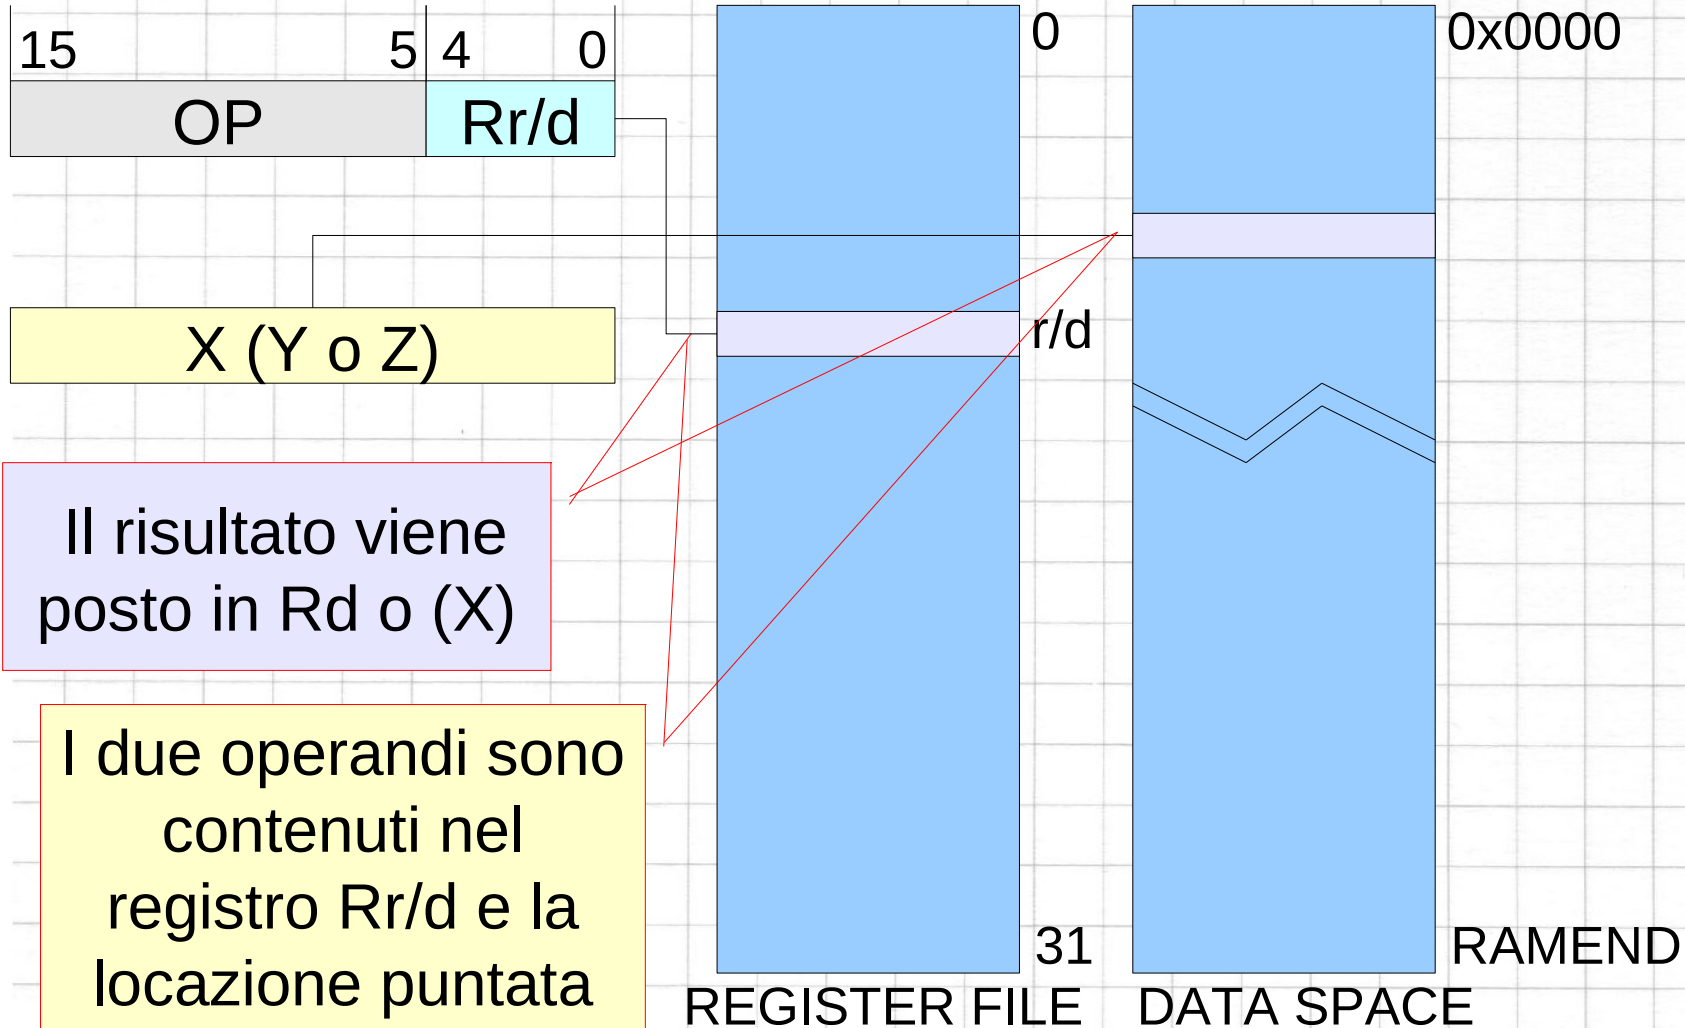 15 5 4 0
OP Rr/d
X (Y o Z)
Il risultato viene
posto in Rd o (X)
I due operandi sono
contenuti nel
registro Rr/d e la
locazione puntata
0
r/d
31
REGISTER FILE
0x0000
RAMEND
DATA SPACE